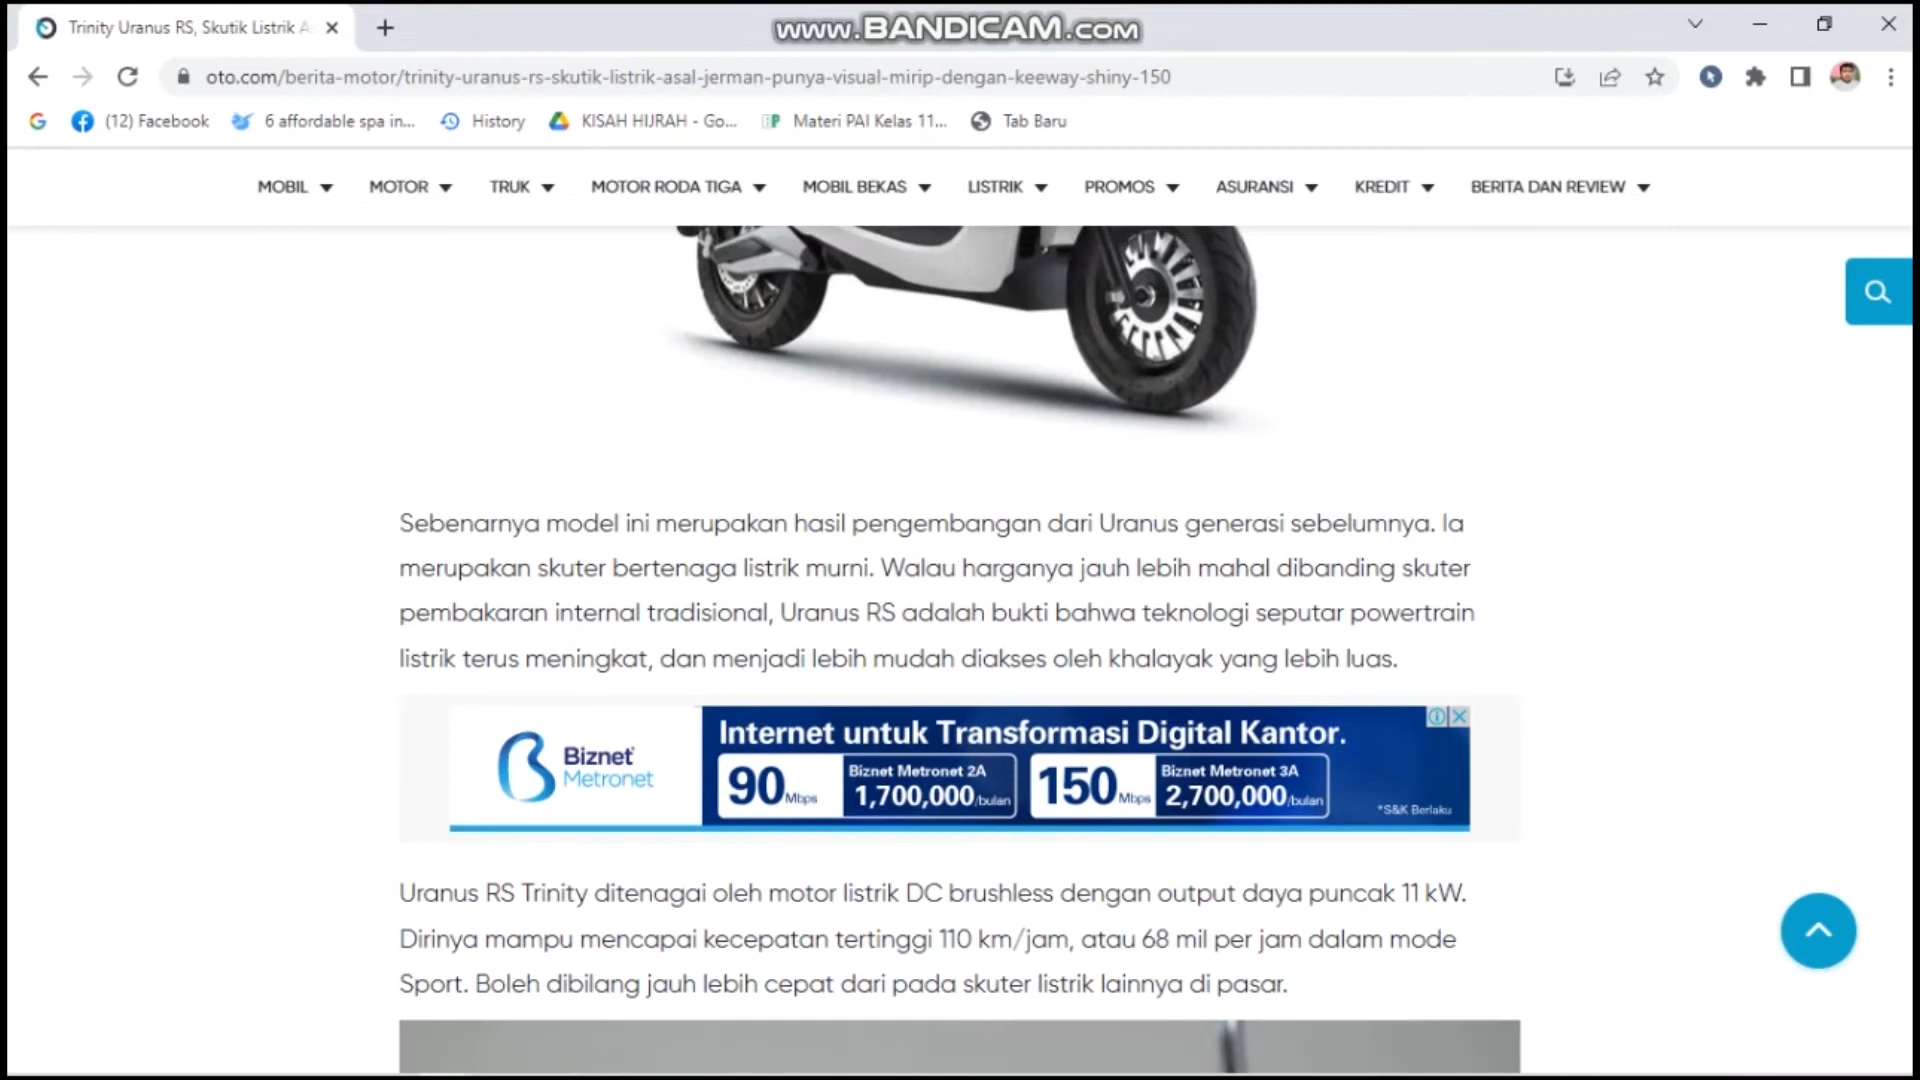 www.BANDICAM.com
Trinity Uranus RS, Skutik Listrik A
oto.com/berita-motor/trinity-uranus-rs-skutik-listrik-asal-jerman-punya-visual-mirip-dengan-keeway-shiny-150
(12) Facebook 6 affordable spa in... History KISAH HIJRAH - Go... Materi PAI Kelas 11... Tab Baru
MOBIL MOTOR TRUK MOTOR RODA TIGA MOBIL BEKAS LISTRIK PROMOS ASURANSI KREDIT BERITA DAN REVIEW
Sebenarnya model ini merupakan hasil pengembangan dari Uranus generasi sebelumnya. Ia
merupakan skuter bertenaga listrik murni. Walau harganya jauh lebih mahal dibanding skuter
pembakaran internal tradisional, Uranus RS adalah bukti bahwa teknologi seputar powertrain
listrik terus meningkat, dan menjadi lebih mudah diakses oleh khalayak yang lebih luas.
Biznet
Metronet
Internet untuk Transformasi Digital Kantor.
90 Mbps
Biznet Metronet 2A
1,700,000/bulan
150 Mbps
Biznet Metronet 3A
2,700,000/bulan
*S&K Berlaku
Uranus RS Trinity ditenagai oleh motor listrik DC brushless dengan output daya puncak 11 kW.
Dirinya mampu mencapai kecepatan tertinggi 110 km/jam, atau 68 mil per jam dalam mode
Sport. Boleh dibilang jauh lebih cepat dari pada skuter listrik lainnya di pasar.